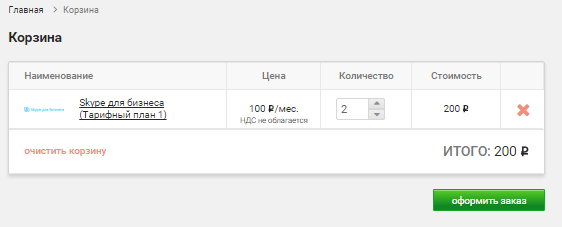 Главная > Корзина
Корзина
Наименование Цена Количество Стоимость
Skype для бизнеса Skype для бизнеса 100 ₽/мес. 2 200 ₽
(Тарифный план 1) НДС не облагается
очистить корзину ИТОГО: 200 ₽
оформить заказ